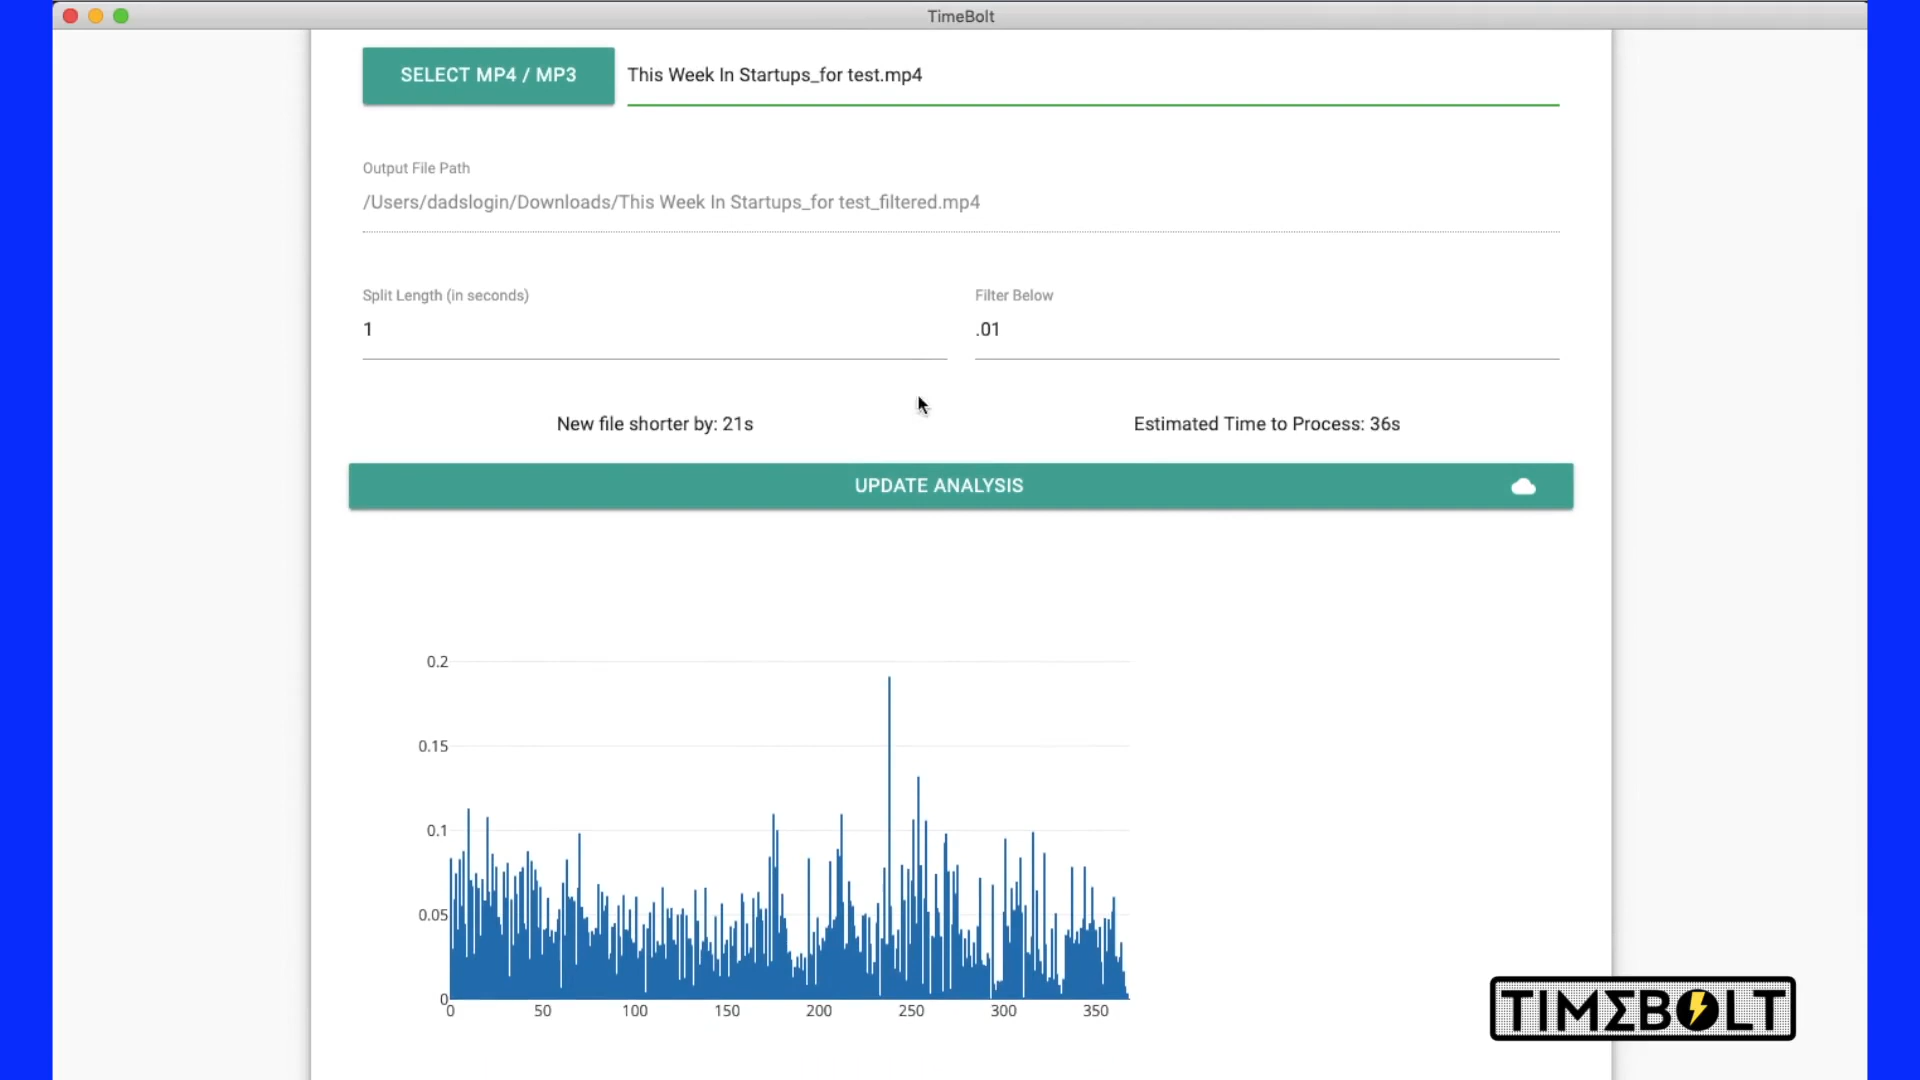 TimeBolt
SELECT MP4 / MP3
This Week In Startups_for test.mp4
Output File Path
/Users/dadslogin/Downloads/This Week In Startups_for test_filtered.mp4
Split Length (in seconds)
Filter Below
1
.01
New file shorter by: 21s
Estimated Time to Process: 36s
UPDATE ANALYSIS
0.2
0.15
0.1
0.05
0
0 50 100 150 200 250 300 350
TIMΣBOLT